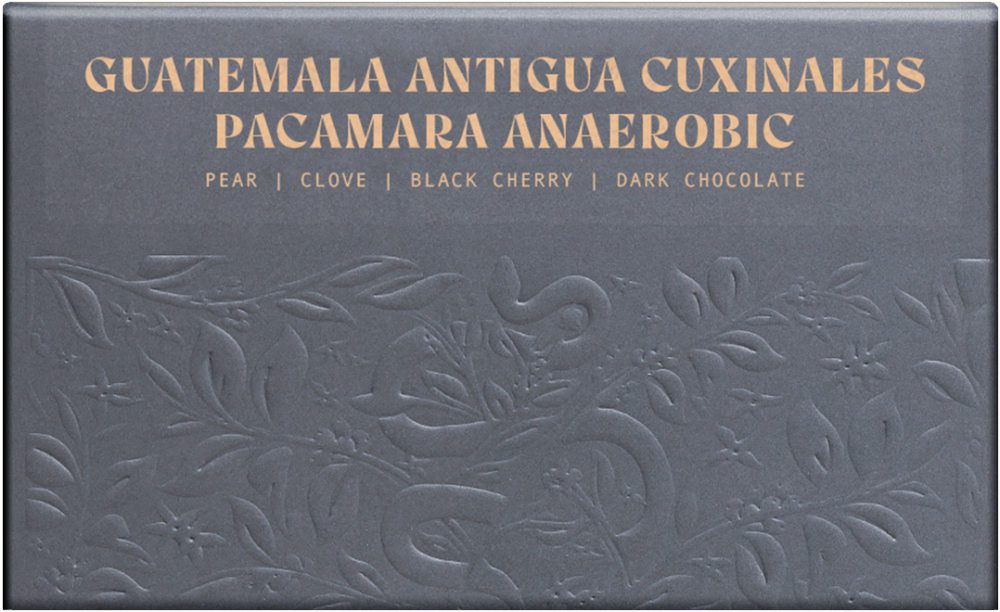 GUATEMALA ANTIGUA CUXINALES
PACAMARA ANAEROBIC
PEAR | CLOVE | BLACK CHERRY | DARK CHOCOLATE